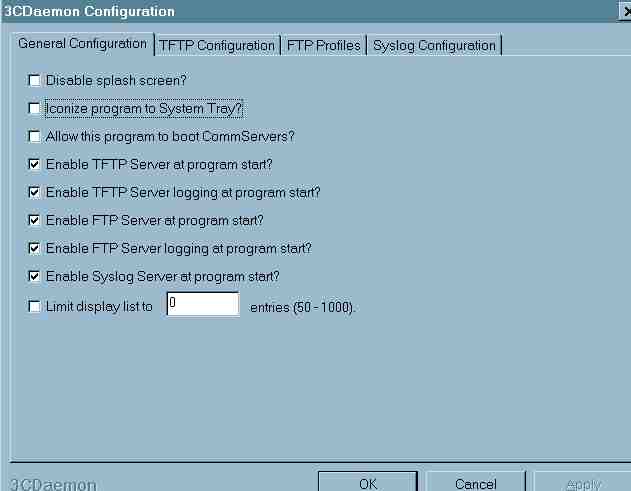 3CDaemon Configuration
General Configuration TFTP Configuration FTP Profiles Syslog Configuration
Disable splash screen?
Iconize program to System Tray?
Allow this program to boot CommServers?
Enable TFTP Server at program start?
Enable TFTP Server logging at program start?
Enable FTP Server at program start?
Enable FTP Server logging at program start?
Enable Syslog Server at program start?
Limit display list to 0 entries (50 - 1000).
3CDaemon OK Cancel Apply